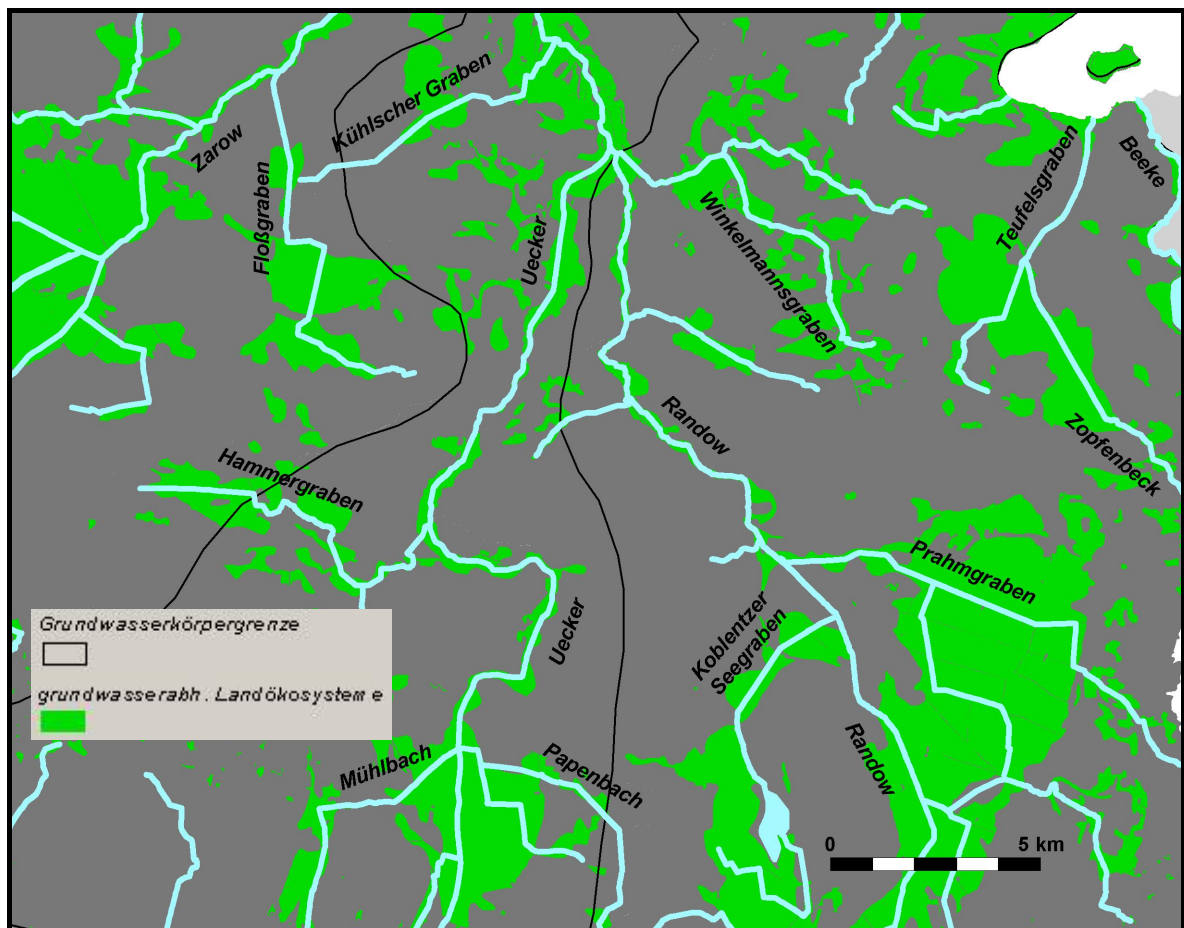 Kühlscher Graben
Zarow
Floßgraben
Uecker
Winkelmannsgraben
Teufelsgraben
Beeke
Randow
Zopfenbeck
Hammergraben
Prahmgraben
Koblentzer
Seegraben
Uecker
Grundwasserkörpergrenze
grundwasserabh. Landökosysteme
Mühlbach
Papenbach
Randow
0 5 km